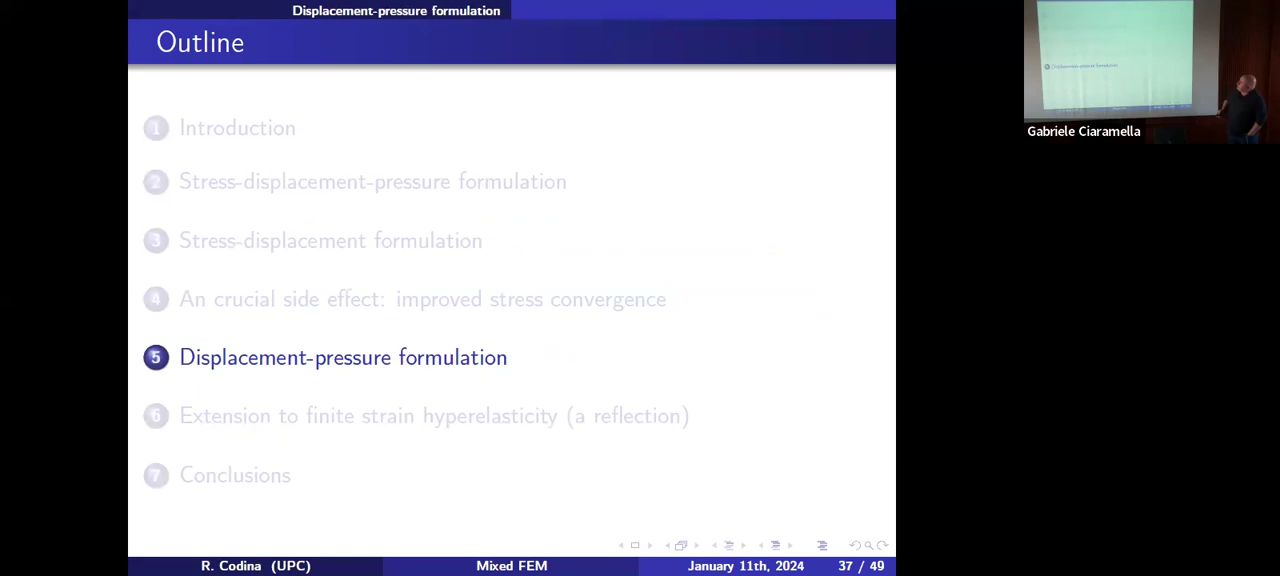 Displacement-pressure formulation
Outline
1 Introduction
2 Stress-displacement-pressure formulation
3 Stress-displacement formulation
4 An crucial side effect: improved stress convergence
5 Displacement-pressure formulation
6 Extension to finite strain hyperelasticity (a reflection)
7 Conclusions
R. Codina (UPC) Mixed FEM January 11th, 2024 37 / 49
Gabriele Ciaramella